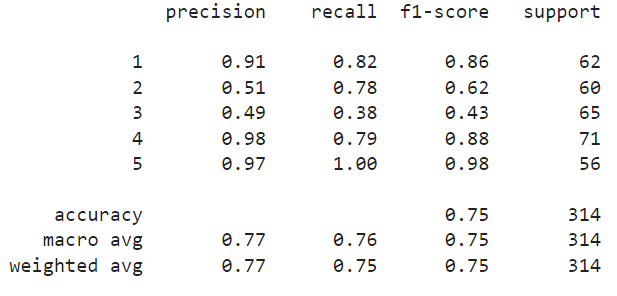 precision recall f1-score support
1 0.91 0.82 0.86 62
2 0.51 0.78 0.62 60
3 0.49 0.38 0.43 65
4 0.98 0.79 0.88 71
5 0.97 1.00 0.98 56
accuracy 0.75 314
macro avg 0.77 0.76 0.75 314
weighted avg 0.77 0.75 0.75 314